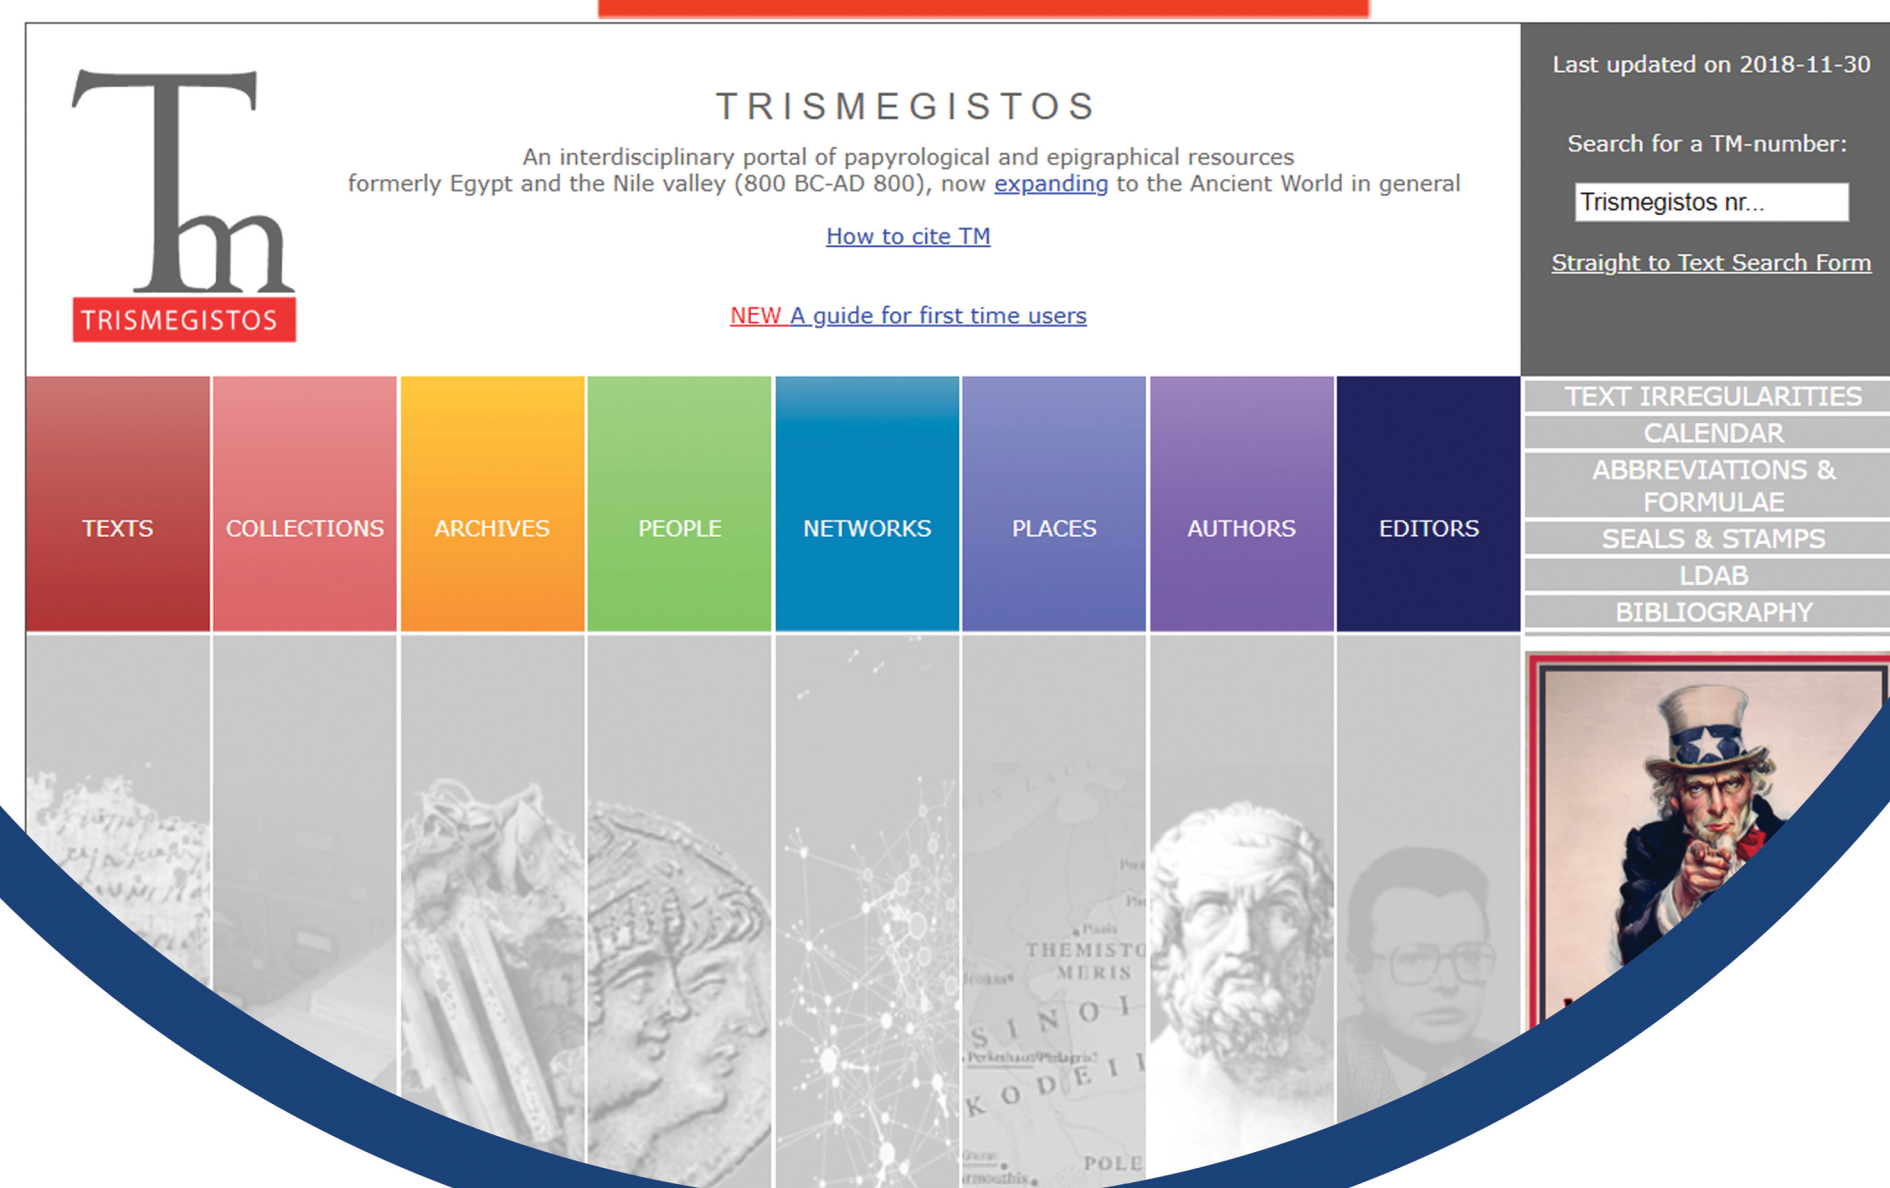 Tm
TRISMEGISTOS
TRISMEGISTOS
An interdisciplinary portal of papyrological and epigraphical resources
formerly Egypt and the Nile valley (800 BC-AD 800), now expanding to the Ancient World in general
How to cite TM
NEW A guide for first time users
Last updated on 2018-11-30
Search for a TM-number:
Trismegistos nr...
Straight to Text Search Form
TEXTS
COLLECTIONS
ARCHIVES
PEOPLE
NETWORKS
PLACES
AUTHORS
EDITORS
TEXT IRREGULARITIES
CALENDAR
ABBREVIATIONS &
FORMULAE
SEALS & STAMPS
LDAB
BIBLIOGRAPHY
THEMISTO
MERIS
SINOI
KODEI
POLE